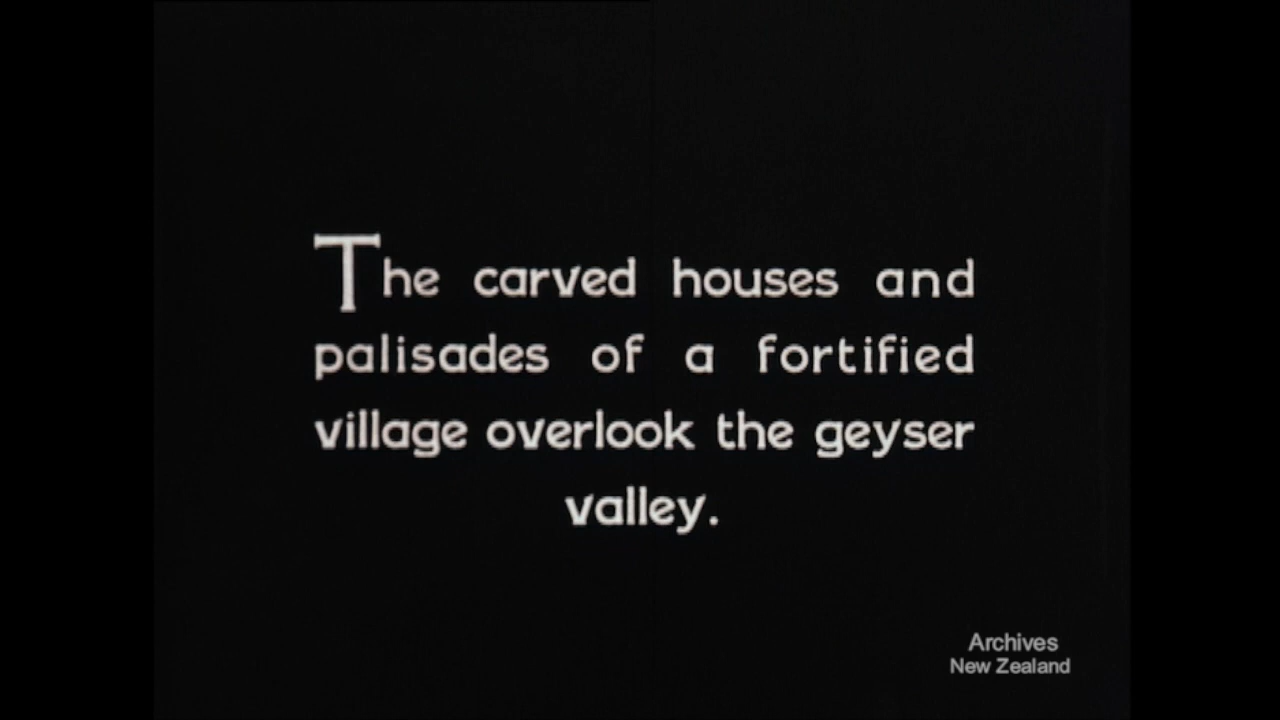 The carved houses and
palisades of a fortified
village overlook the geyser
valley.
Archives
New Zealand